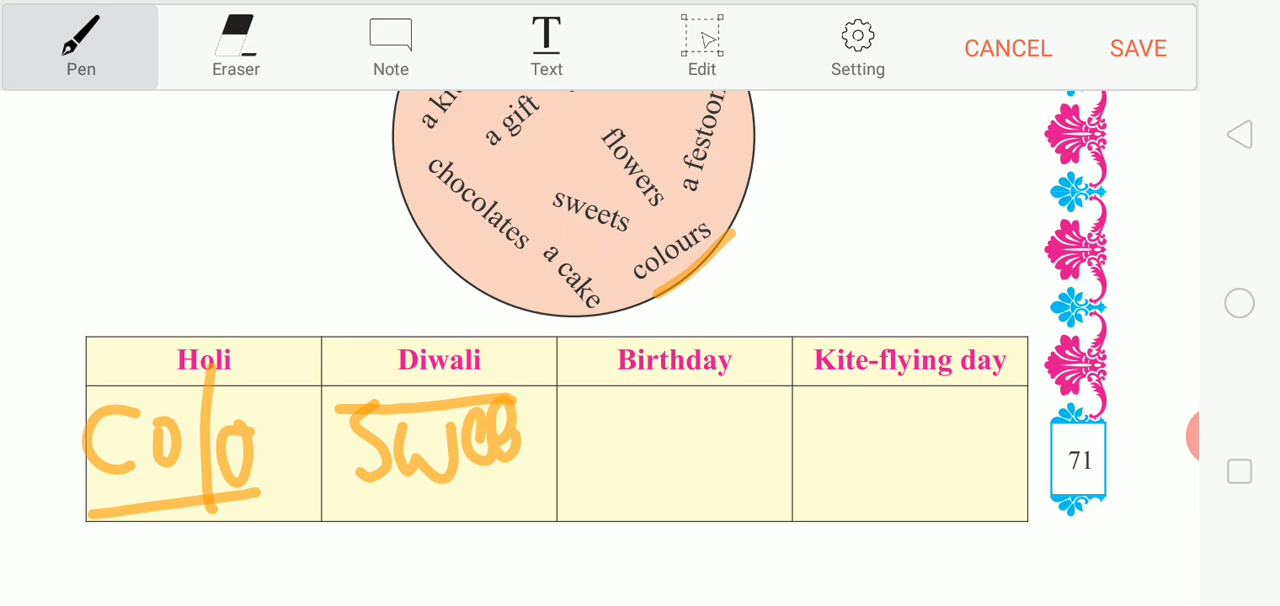 Pen
Eraser
Note
Text
Edit
Setting
CANCEL
SAVE
a gift
flowers
a festoon
chocolates
sweets
colours
a cake
Holi
Diwali
Birthday
Kite-flying day
Colo
Swee
71